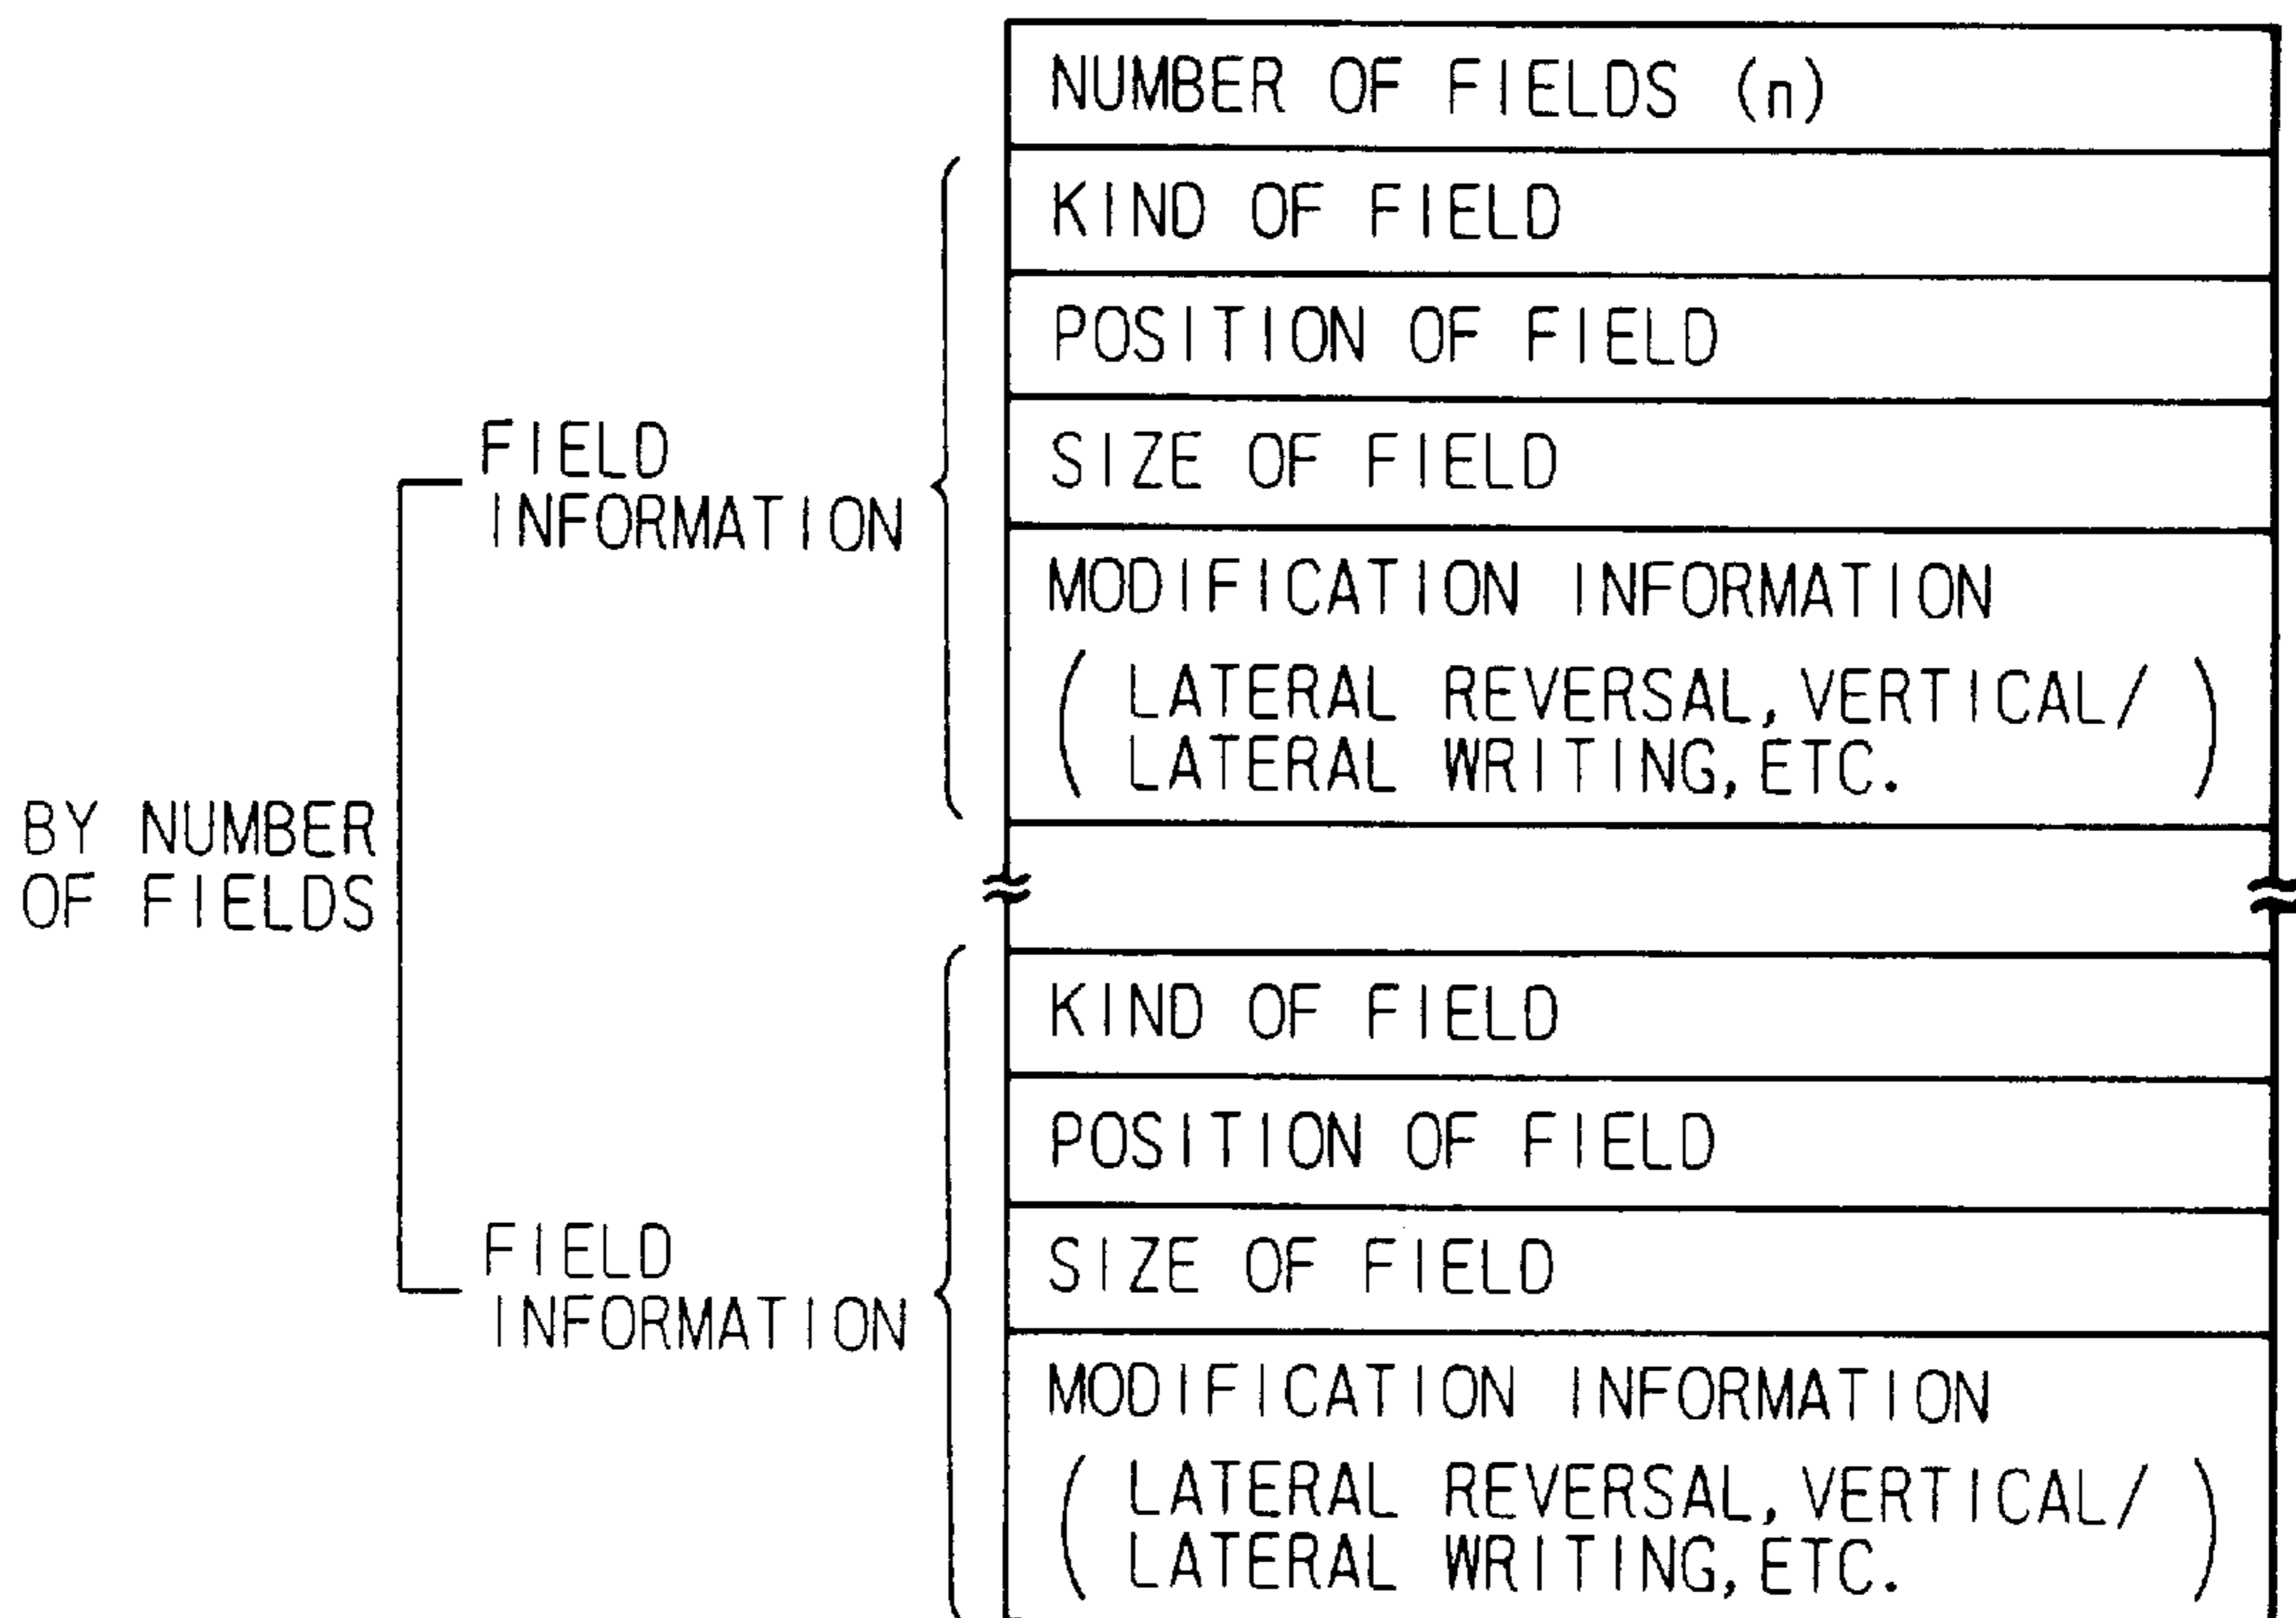 NUMBER OF FIELDS (n)
KIND OF FIELD
POSITION OF FIELD
SIZE OF FIELD
FIELD
INFORMATION
MODIFICATION INFORMATION
( LATERAL REVERSAL, VERTICAL/ )
LATERAL WRITING, ETC.
BY NUMBER
OF FIELDS
KIND OF FIELD
POSITION OF FIELD
SIZE OF FIELD
FIELD
INFORMATION
MODIFICATION INFORMATION
( LATERAL REVERSAL, VERTICAL/ )
LATERAL WRITING, ETC.